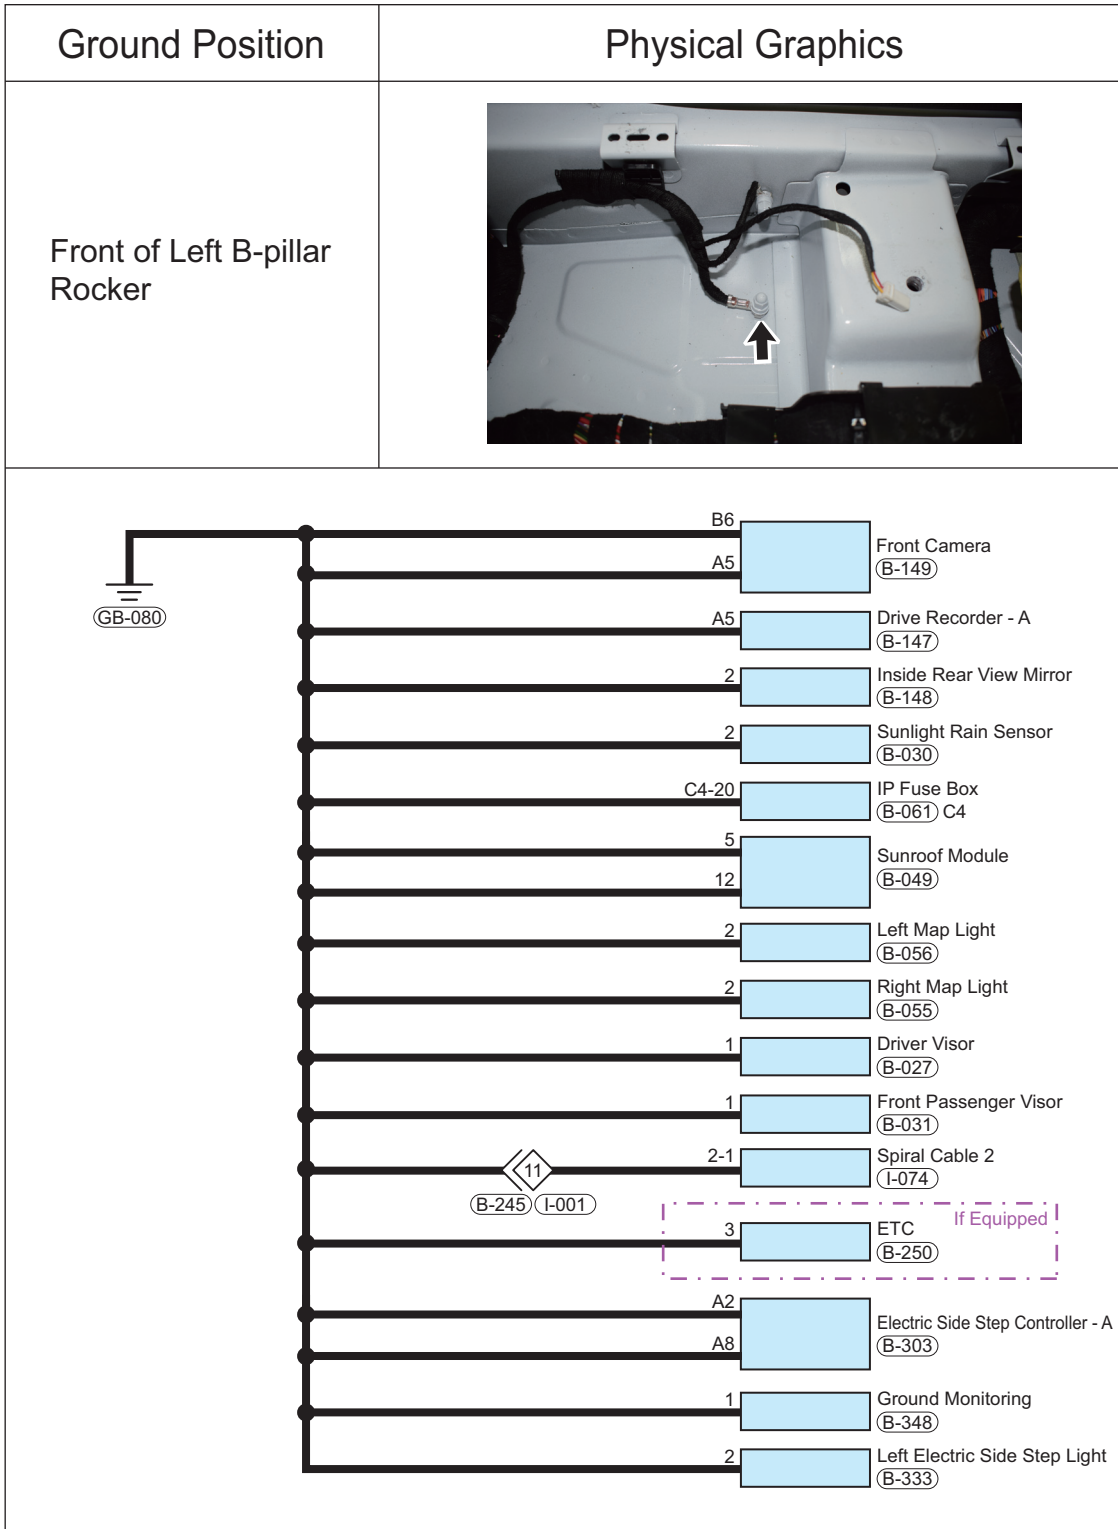 Ground Position
Physical Graphics
Front of Left B-pillar
Rocker
GB-080
B6
A5
Front Camera
B-149
A5
Drive Recorder - A
B-147
2
Inside Rear View Mirror
B-148
2
Sunlight Rain Sensor
B-030
C4-20
IP Fuse Box
B-061 C4
5
12
Sunroof Module
B-049
2
Left Map Light
B-056
2
Right Map Light
B-055
1
Driver Visor
B-027
1
Front Passenger Visor
B-031
11
B-245 I-001
2-1
Spiral Cable 2
I-074
If Equipped
3
ETC
B-250
A2
A8
Electric Side Step Controller - A
B-303
1
Ground Monitoring
B-348
2
Left Electric Side Step Light
B-333